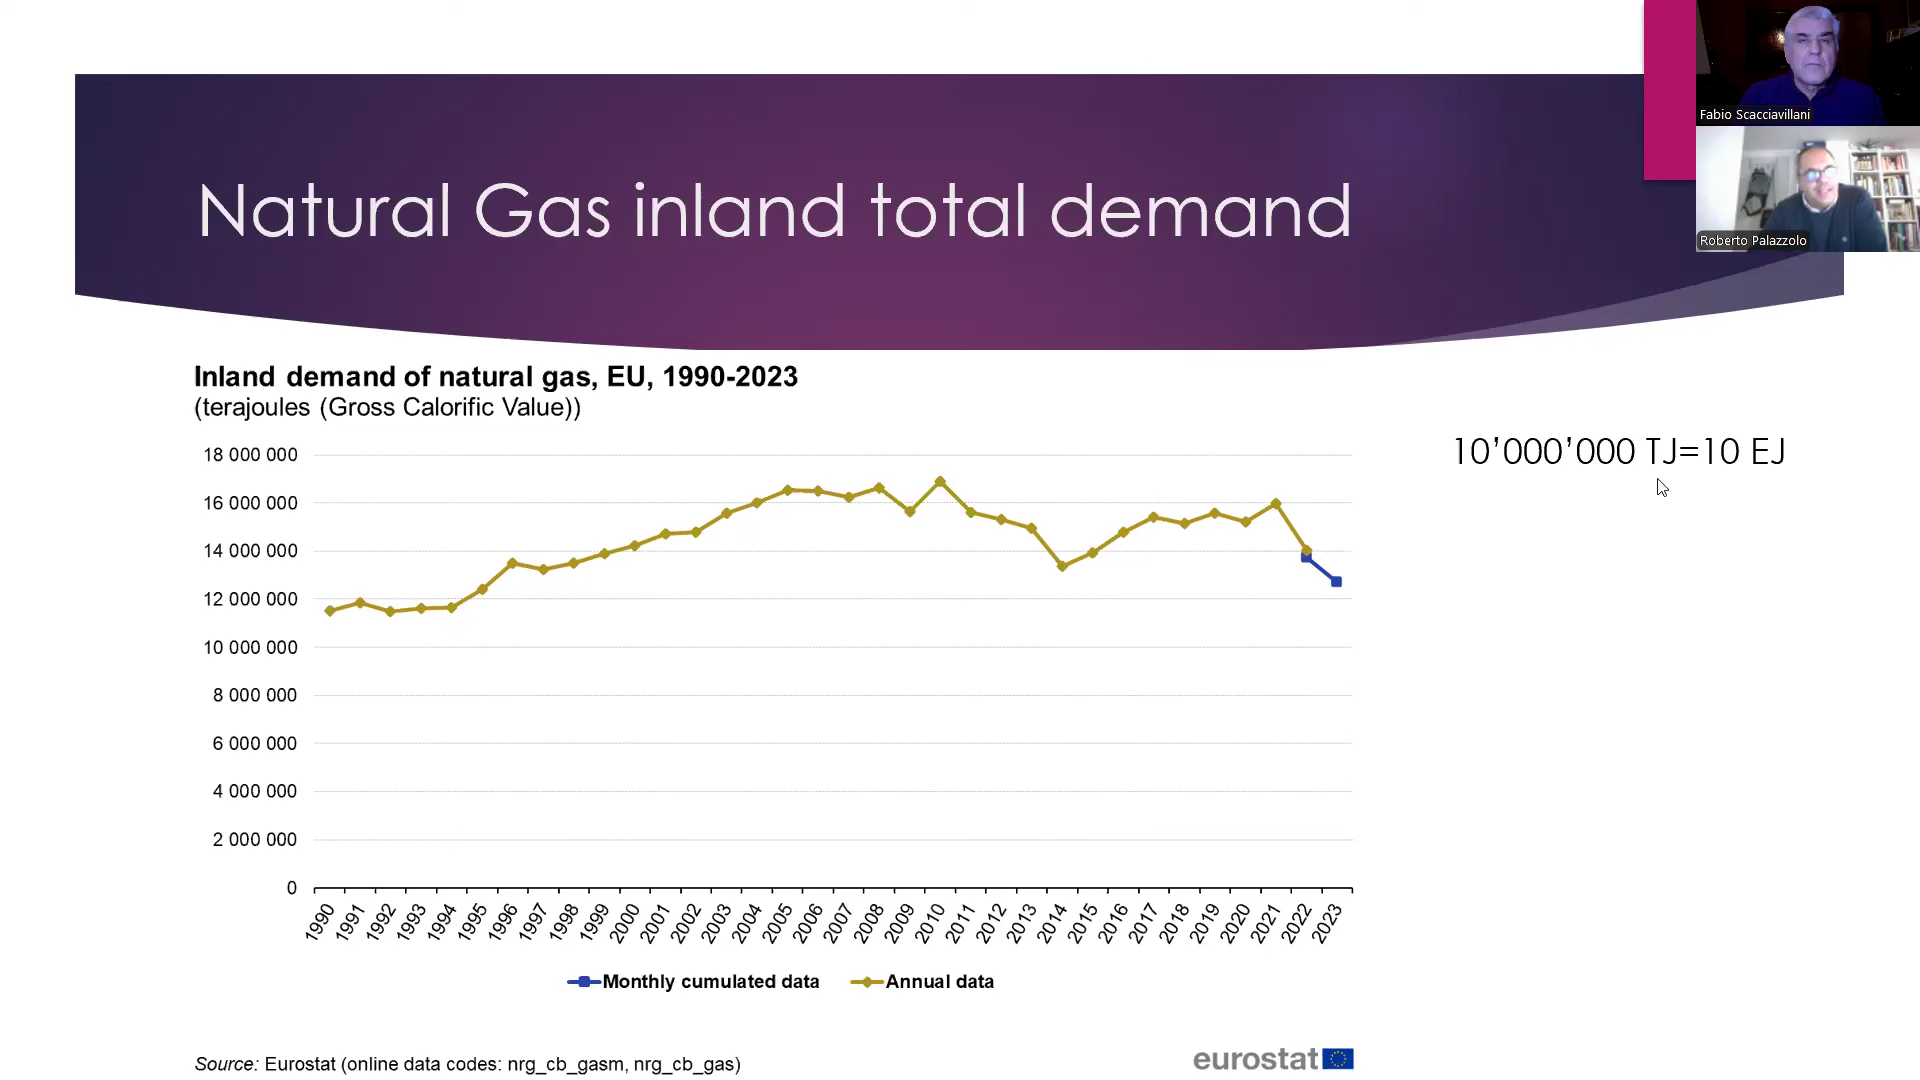 Fabio Scacciavillani
Roberto Palazzolo
Natural Gas inland total demand
Inland demand of natural gas, EU, 1990-2023
(terajoules (Gross Calorific Value))
10’000’000 TJ=10 EJ
18 000 000
16 000 000
14 000 000
12 000 000
10 000 000
8 000 000
6 000 000
4 000 000
2 000 000
0
1990 1991 1992 1993 1994 1995 1996 1997 1998 1999 2000 2001 2002 2003 2004 2005 2006 2007 2008 2009 2010 2011 2012 2013 2014 2015 2016 2017 2018 2019 2020 2021 2022 2023
Monthly cumulated data Annual data
Source: Eurostat (online data codes: nrg_cb_gasm, nrg_cb_gas)
eurostat